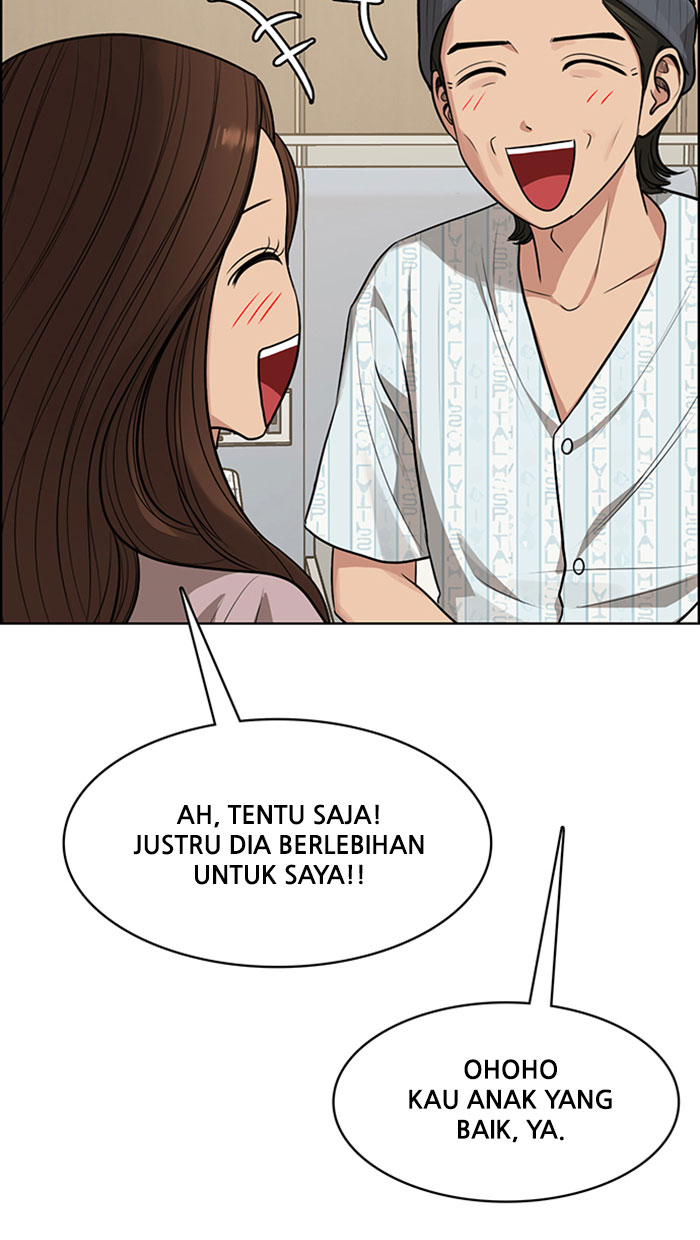 AH, TENTU SAJA!
JUSTRU DIA BERLEBIHAN
UNTUK SAYA!!
OHOHO
KAU ANAK YANG
BAIK, YA.